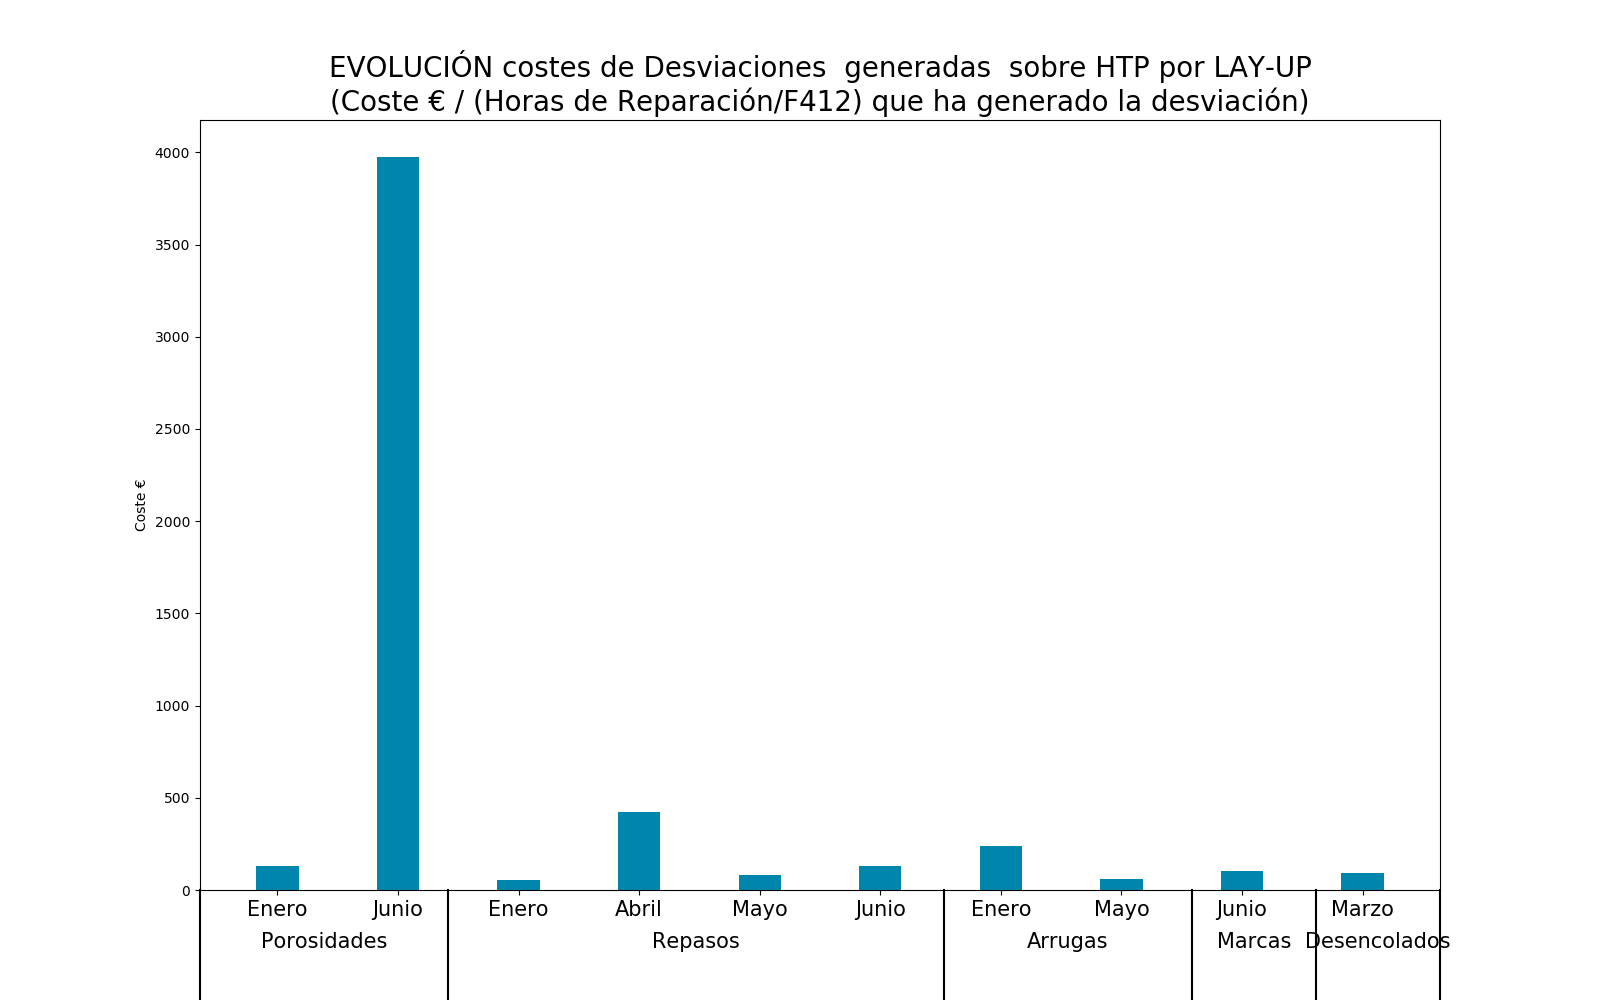 EVOLUCIÓN costes de Desviaciones  generadas  sobre HTP por LAY-UP
(Coste € / (Horas de Reparación/F412) que ha generado la desviación)
4000
3500
3000
2500
2000
1500
1000
500
0
Coste €
Enero Junio Enero Abril Mayo Junio Enero Mayo Junio Marzo
Porosidades Repasos Arrugas Marcas Desencolados